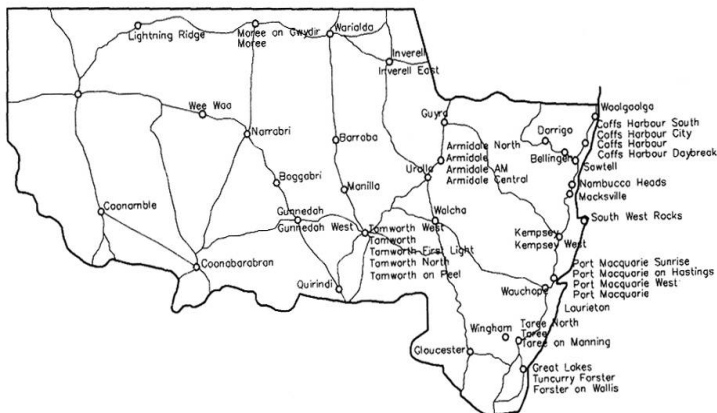 Lightning Ridge
Moree on Gwydir
Moree
Warialda
Inverell
Inverell East
Wee Waa
Narrabri
Barraba
Guyra
Woolgoolga
Coffs Harbour South
Coffs Harbour City
Coffs Harbour
Coffs Harbour Daybreak
Dorrigo
Bellingen
Sawtell
Armidale North
Armidale
Armidale AM
Armidale Central
Uralla
Boggabri
Manilla
Nambucca Heads
Macksville
Coonamble
Gunnedah
Gunnedah West
Tamworth West
Tamworth
Tamworth First Light
Tamworth North
Tamworth on Peel
Walcha
South West Rocks
Kempsey
Kempsey West
Coonabarabran
Quirindi
Port Macquarie Sunrise
Port Macquarie on Hastings
Port Macquarie West
Port Macquarie
Wauchope
Laurieton
Wingham
Taree North
Taree
Taree on Manning
Gloucester
Great Lakes
Tuncurry Forster
Forster on Wallis